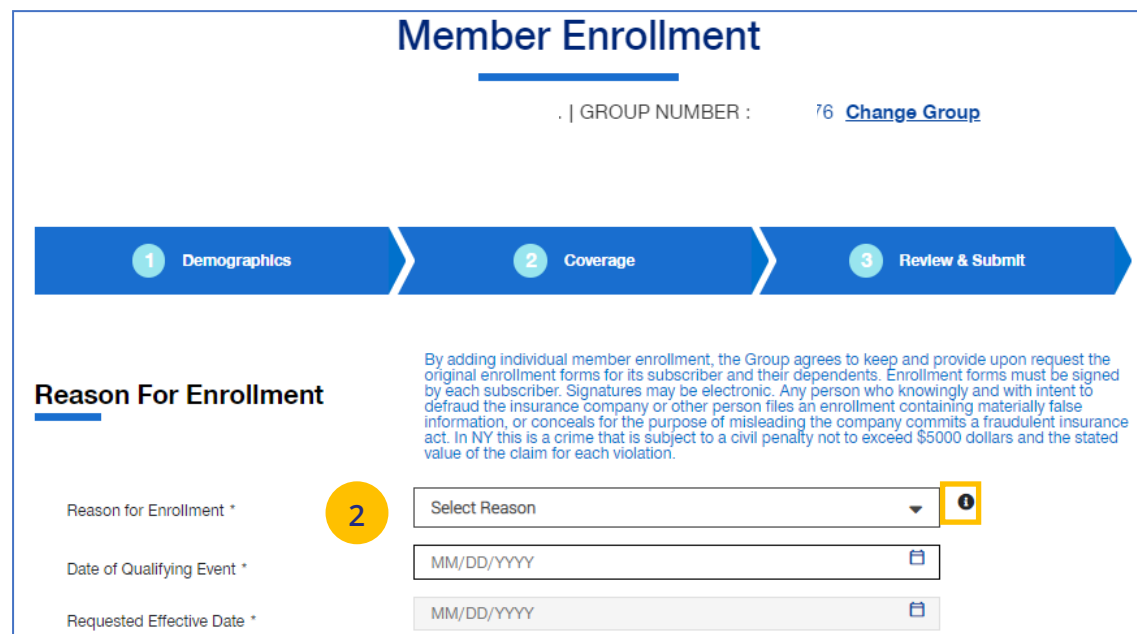 Member Enrollment
. | GROUP NUMBER : 76 Change Group
1 Demographics 2 Coverage 3 Review & Submit
By adding individual member enrollment, the Group agrees to keep and provide upon request the
original enrollment forms for its subscriber and their dependents. Enrollment forms must be signed
by each subscriber. Signatures may be electronic. Any person who knowingly and with intent to
defraud the insurance company or other person files an enrollment containing materially false
information, or conceals for the purpose of misleading the company commits a fraudulent insurance
act. In NY this is a crime that is subject to a civil penalty not to exceed $5000 dollars and the stated
value of the claim for each violation.
Reason For Enrollment
Reason for Enrollment * 2 Select Reason
Date of Qualifying Event * MM/DD/YYYY
Requested Effective Date * MM/DD/YYYY